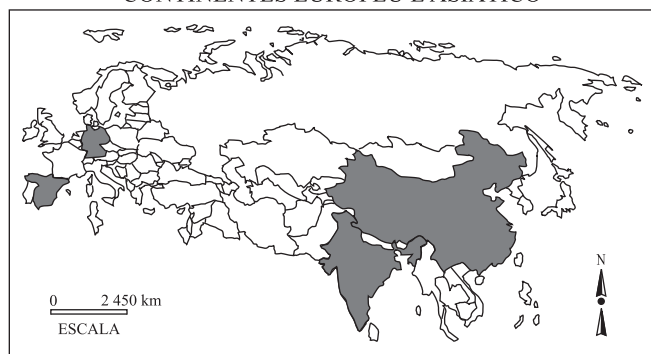 CONTINENTES EUROPEU E ASIÁTICO
N
0 2 450 km
ESCALA